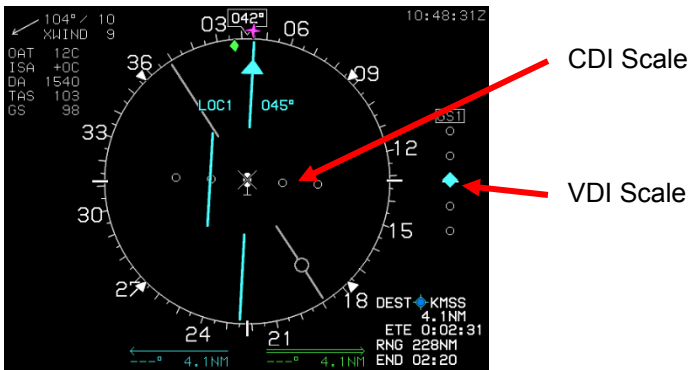 104°/ 10
XWIND 9
OAT 12C
ISA +0C
DA 1540
TAS 103
GS 98
042°
10:48:31Z
03
06
09
12
15
18
21
24
27
30
33
36
LOC1 045°
GS1
CDI Scale
VDI Scale
DEST KMSS
4.1NM
ETE 0:02:31
RNG 228NM
END 02:20
---° 4.1NM
---° 4.1NM